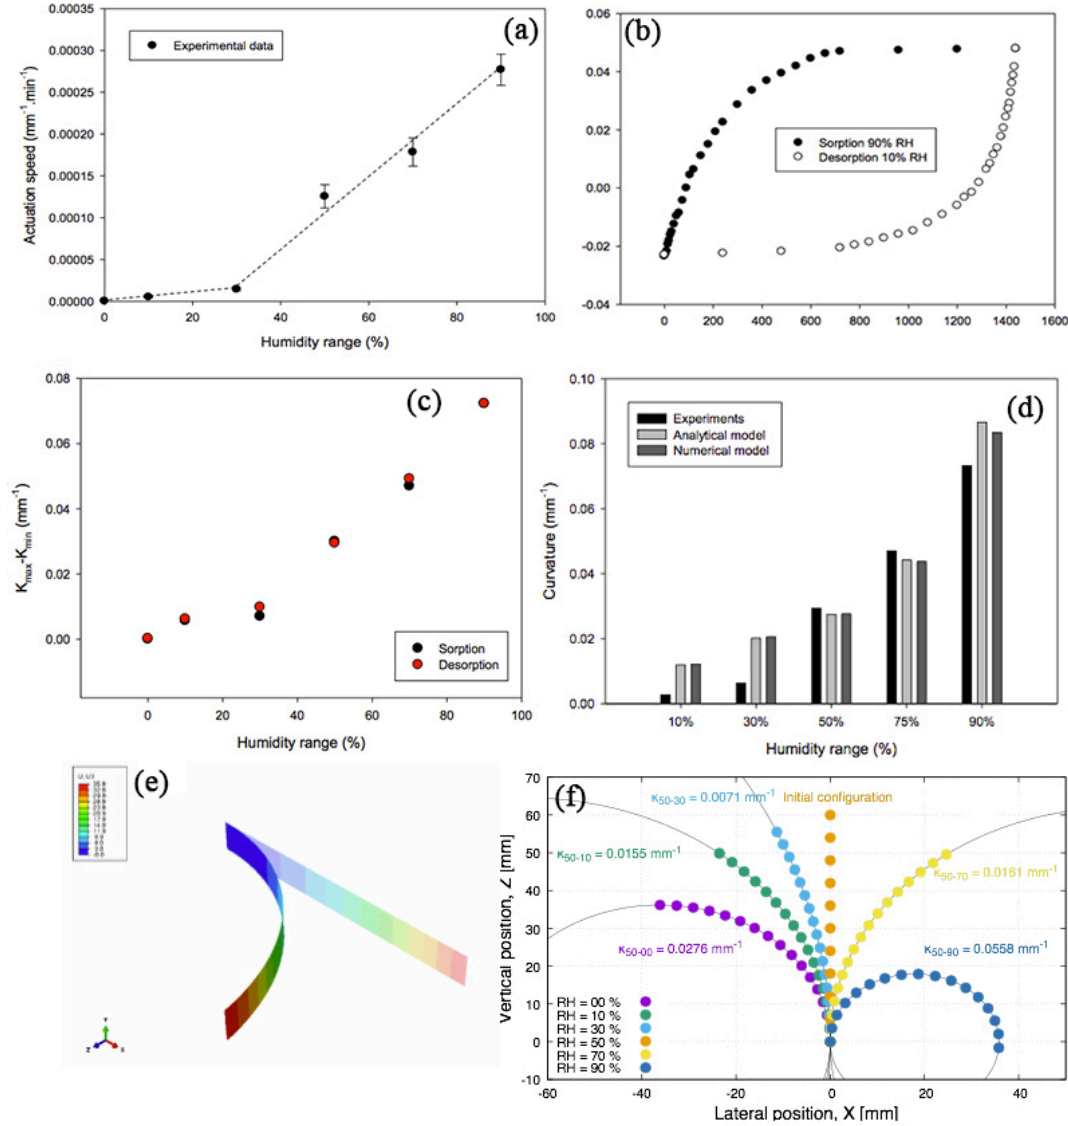 (a)
Experimental data
Actuation speed (mm⁻¹.min⁻¹)
0.00035
0.00030
0.00025
0.00020
0.00015
0.00010
0.00005
0.00000
0 20 40 60 80 100
Humidity range (%)
(b)
Sorption 90% RH
Desorption 10% RH
0.06
0.04
0.02
0.00
-0.02
-0.04
0 200 400 600 800 1000 1200 1400 1600
(c)
Kmax-Kmin (mm⁻¹)
0.08
0.06
0.04
0.02
0.00
Sorption
Desorption
0 20 40 60 80 100
Humidity range (%)
(d)
Experiments
Analytical model
Numerical model
Curvature (mm⁻¹)
0.10
0.08
0.06
0.04
0.02
0.00
10% 30% 50% 75% 90%
Humidity range (%)
(e)
U, U3
Y
Z X
(f)
Vertical position, Z [mm]
70
60
50
40
30
20
10
0
-10
κ50-30 = 0.0071 mm⁻¹
Initial configuration
κ50-10 = 0.0155 mm⁻¹
κ50-70 = 0.0161 mm⁻¹
κ50-00 = 0.0276 mm⁻¹
κ50-90 = 0.0558 mm⁻¹
RH = 00 %
RH = 10 %
RH = 30 %
RH = 50 %
RH = 70 %
RH = 90 %
-60 -40 -20 0 20 40
Lateral position, X [mm]